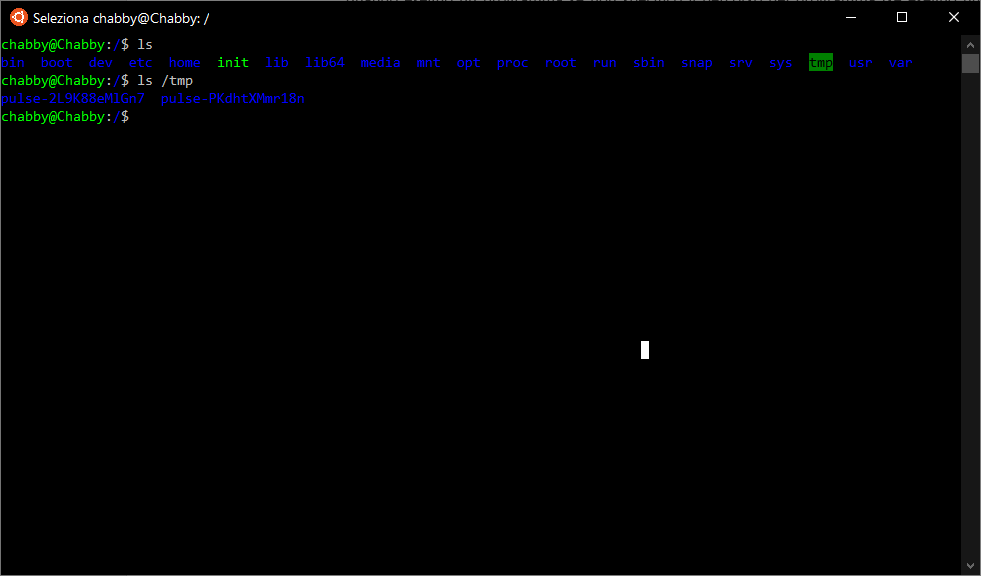 Seleziona chabby@Chabby: /
chabby@Chabby:/$ ls
bin boot dev etc home init lib lib64 media mnt opt proc root run sbin snap srv sys tmp usr var
chabby@Chabby:/$ ls /tmp
pulse-2L9K88eMlGn7 pulse-PKdhtXMmr18n
chabby@Chabby:/$